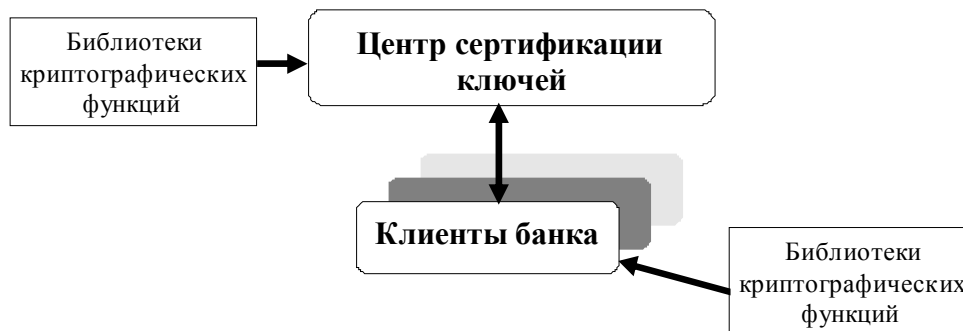 Библиотеки
криптографических
функций
Центр сертификации
ключей
Клиенты банка
Библиотеки
криптографических
функций